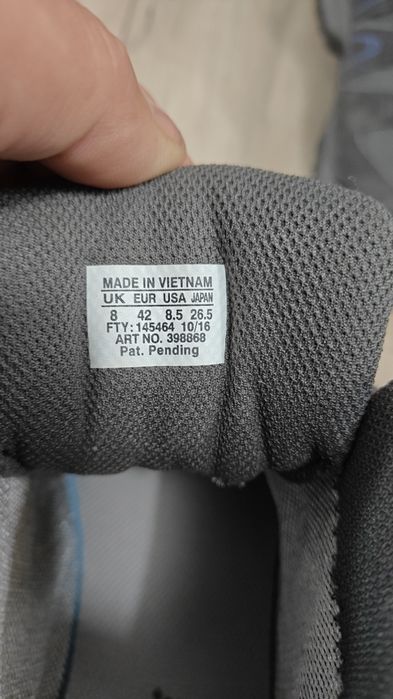 MADE IN VIETNAM
UK EUR USA JAPAN
8 42 8.5 26.5
FTY: 145464 10/16
ART NO. 398868
Pat. Pending